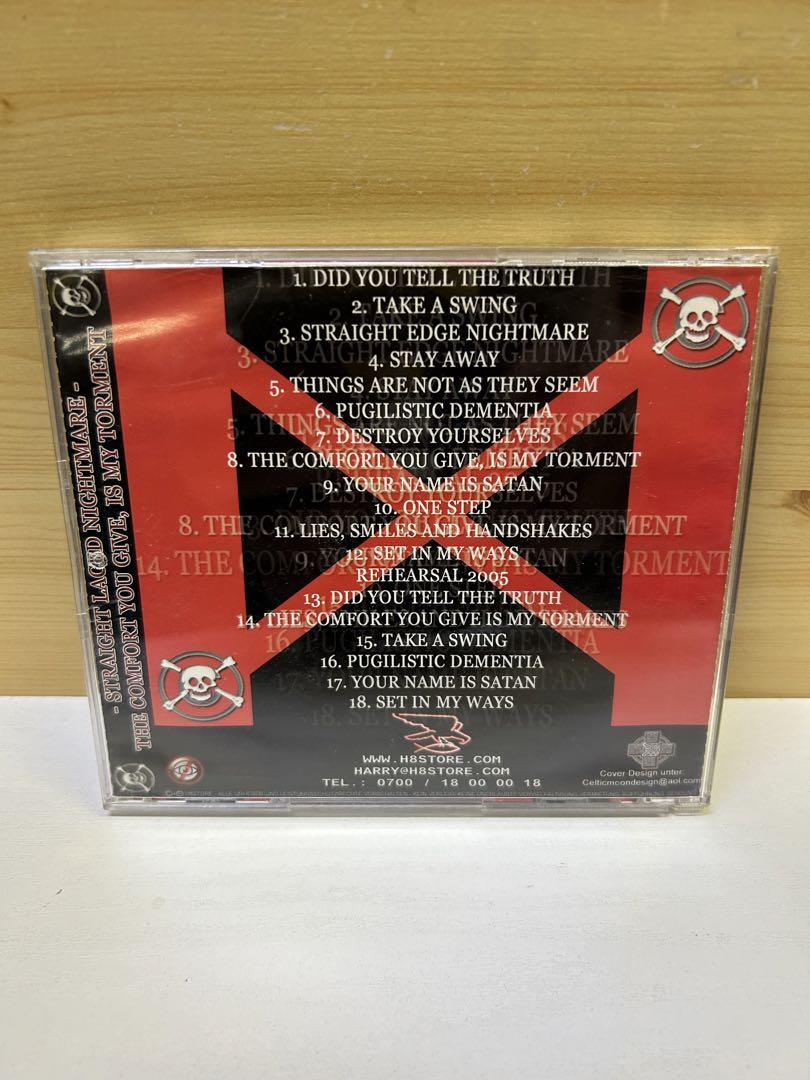 - STRAIGHT LACED NIGHTMARE -
THE COMFORT YOU GIVE, IS MY TORMENT
1. DID YOU TELL THE TRUTH
2. TAKE A SWING
3. STRAIGHT EDGE NIGHTMARE
4. STAY AWAY
5. THINGS ARE NOT AS THEY SEEM
6. PUGILISTIC DEMENTIA
7. DESTROY YOURSELVES
8. THE COMFORT YOU GIVE, IS MY TORMENT
9. YOUR NAME IS SATAN
10. ONE STEP
11. LIES, SMILES AND HANDSHAKES
12. SET IN MY WAYS
REHEARSAL 2005
13. DID YOU TELL THE TRUTH
14. THE COMFORT YOU GIVE IS MY TORMENT
15. TAKE A SWING
16. PUGILISTIC DEMENTIA
17. YOUR NAME IS SATAN
18. SET IN MY WAYS
WWW.H8STORE.COM
HARRY@H8STORE.COM
TEL.: 0700 / 18 00 00 18
Cover Design unter:
Celticmcondesign@aol.com